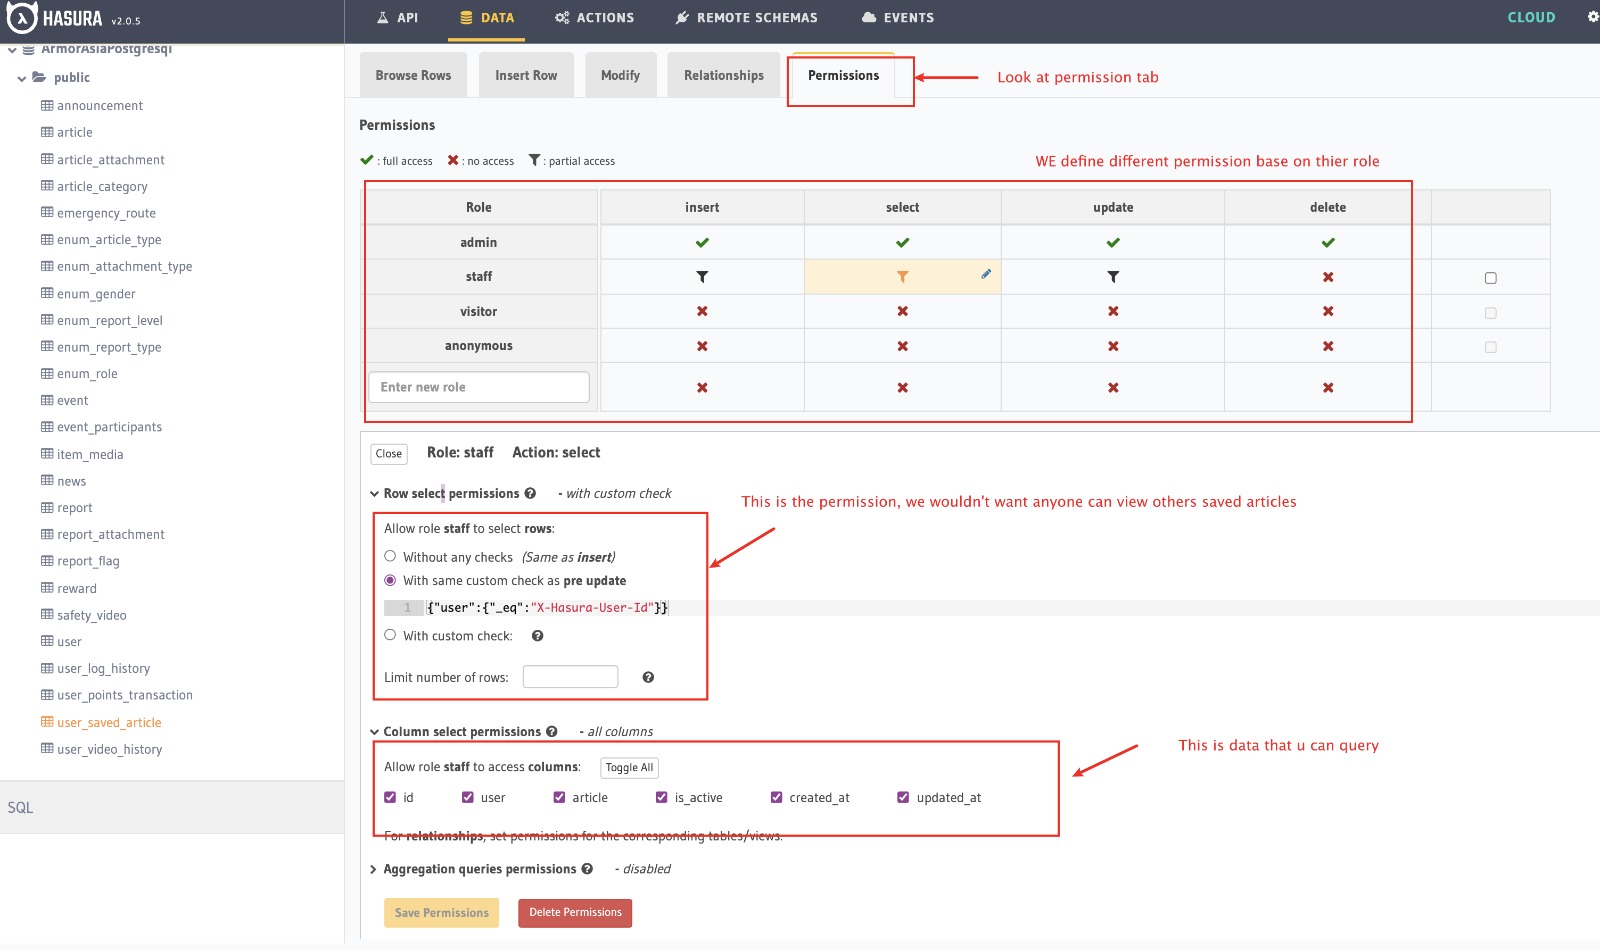 HASURA v2.0.5
API
DATA
ACTIONS
REMOTE SCHEMAS
EVENTS
CLOUD
ArmorAsiaPostgresql
public
announcement
article
article_attachment
article_category
emergency_route
enum_article_type
enum_attachment_type
enum_gender
enum_report_level
enum_report_type
enum_role
event
event_participants
item_media
news
report
report_attachment
report_flag
reward
safety_video
user
user_log_history
user_points_transaction
user_saved_article
user_video_history
SQL
Browse Rows
Insert Row
Modify
Relationships
Permissions
Look at permission tab
Permissions
: full access : no access : partial access
WE define different permission base on thier role
Role insert select update delete
admin
staff
visitor
anonymous
Enter new role
Close Role: staff Action: select
Row select permissions - with custom check
This is the permission, we wouldn't want anyone can view others saved articles
Allow role staff to select rows:
Without any checks (Same as insert)
With same custom check as pre update
1 {"user":{"_eq":"X-Hasura-User-Id"}}
With custom check:
Limit number of rows:
Column select permissions - all columns
This is data that u can query
Allow role staff to access columns: Toggle All
id user article is_active created_at updated_at
For relationships, set permissions for the corresponding tables/views.
Aggregation queries permissions - disabled
Save Permissions Delete Permissions